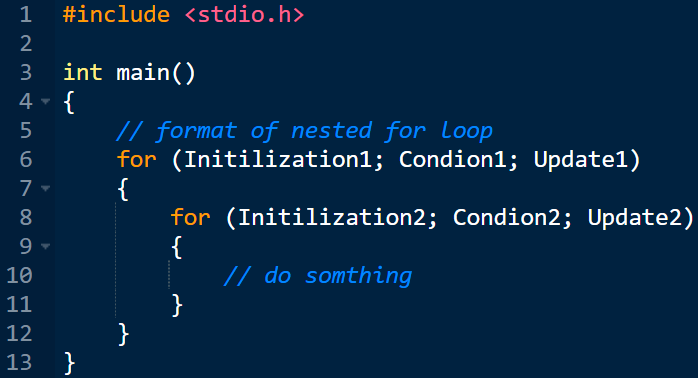 1 #include <stdio.h>
2
3 int main()
4 {
5 // format of nested for loop
6 for (Initilization1; Condion1; Update1)
7 {
8 for (Initilization2; Condion2; Update2)
9 {
10 // do somthing
11 }
12 }
13 }